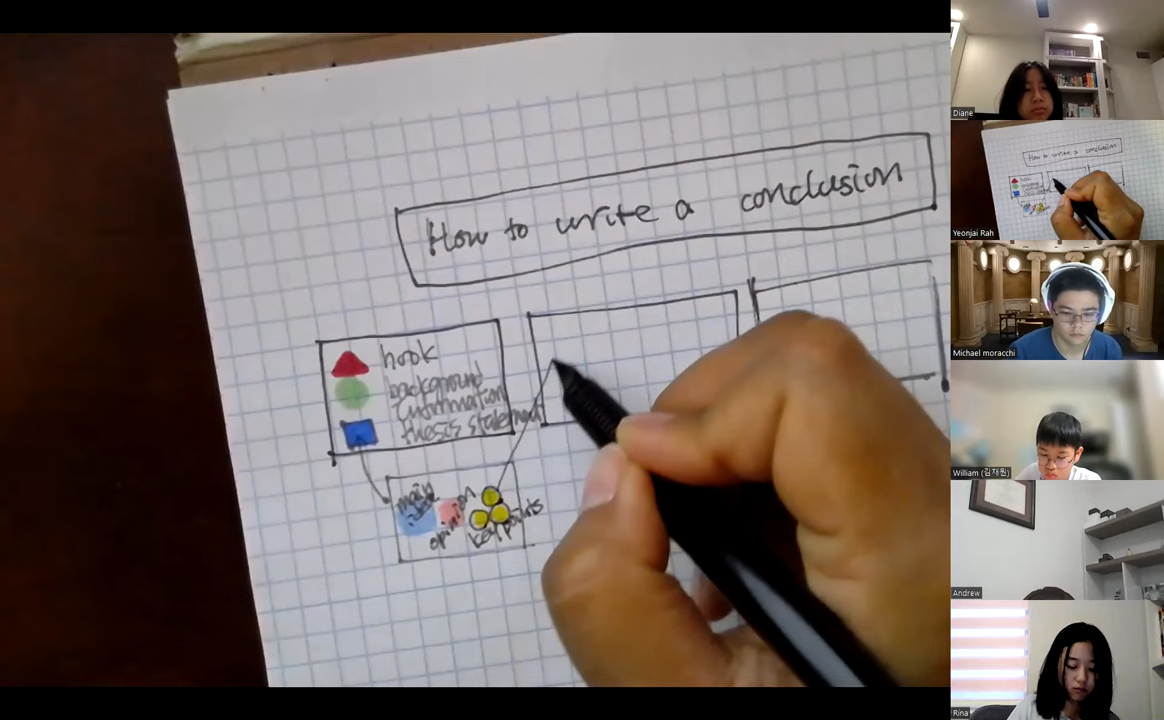 How to write a conclusion
hook
background
information
thesis statement
main
opinion
key points
Diane
Yeonjai Rah
Michael moracchi
William (김재원)
Andrew
Rina